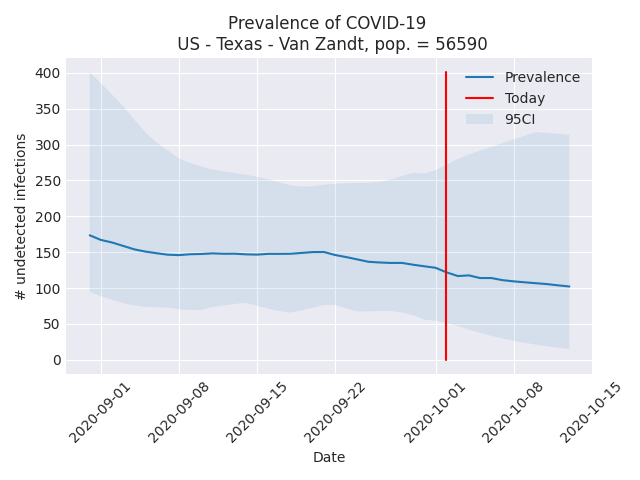 Prevalence of COVID-19
US - Texas - Van Zandt, pop. = 56590
# undetected infections
400
350
300
250
200
150
100
50
0
Prevalence
Today
95CI
2020-09-01
2020-09-08
2020-09-15
2020-09-22
2020-10-01
2020-10-08
2020-10-15
Date